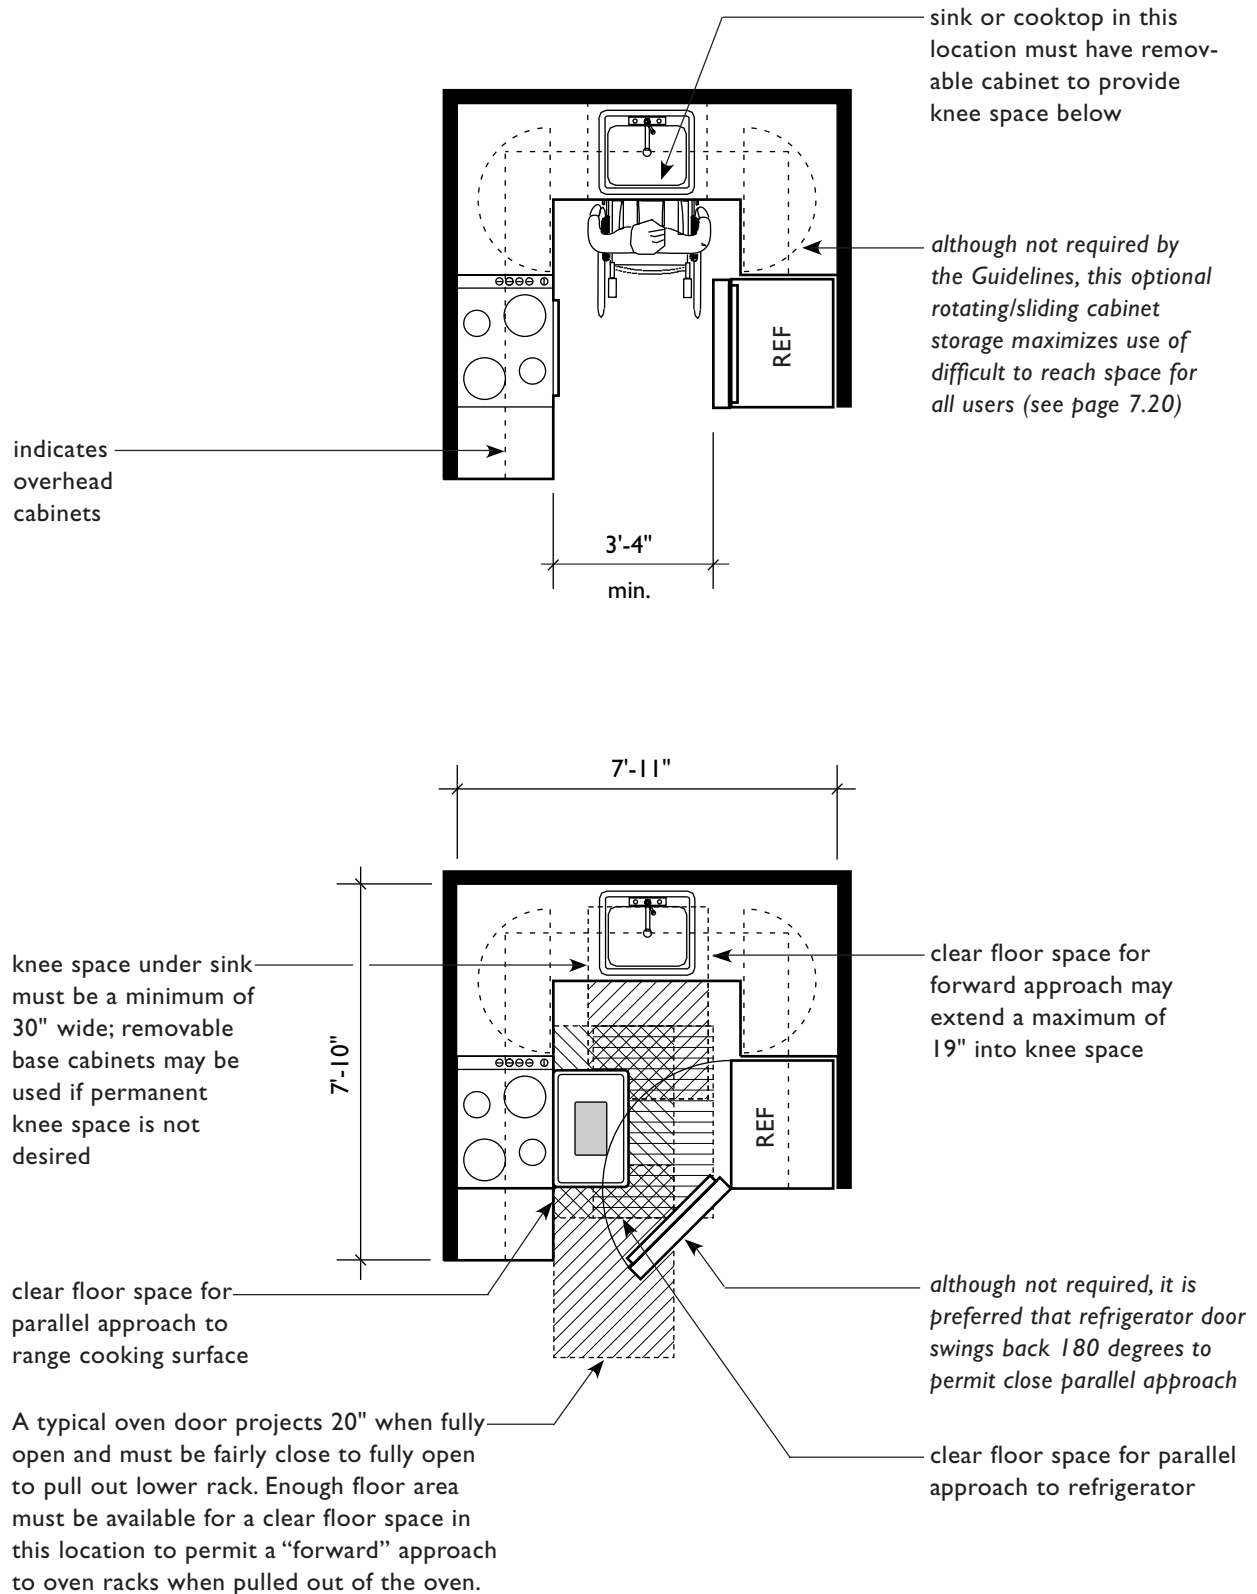 sink or cooktop in this
location must have remov-
able cabinet to provide
knee space below
although not required by
the Guidelines, this optional
rotating/sliding cabinet
storage maximizes use of
difficult to reach space for
all users (see page 7.20)
REF
indicates
overhead
cabinets
3'-4"
min.
7'-11"
7'-10"
knee space under sink
must be a minimum of
30" wide; removable
base cabinets may be
used if permanent
knee space is not
desired
clear floor space for
forward approach may
extend a maximum of
19" into knee space
REF
clear floor space for
parallel approach to
range cooking surface
although not required, it is
preferred that refrigerator door
swings back 180 degrees to
permit close parallel approach
A typical oven door projects 20" when fully
open and must be fairly close to fully open
to pull out lower rack. Enough floor area
must be available for a clear floor space in
this location to permit a “forward” approach
to oven racks when pulled out of the oven.
clear floor space for parallel
approach to refrigerator